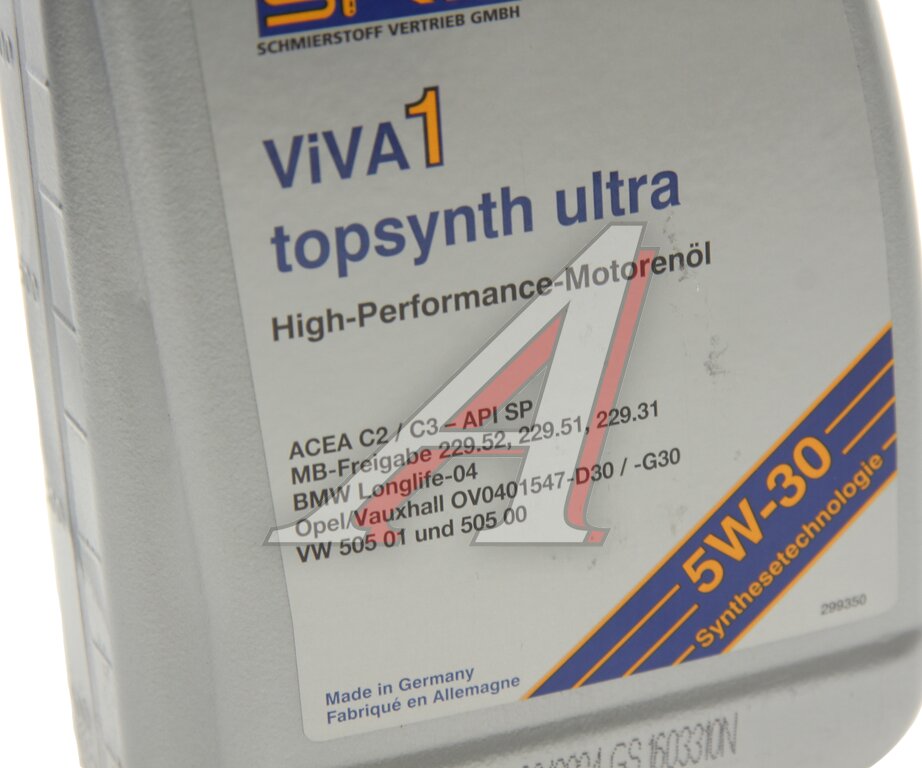 SCHMIERSTOFF VERTRIEB GMBH
ViVA1
topsynth ultra
High-Performance-Motorenöl
ACEA C2 / C3 – API SP
MB-Freigabe 229.52, 229.51, 229.31
BMW Longlife-04
Opel/Vauxhall OV0401547-D30 / -G30
VW 505 01 und 505 00
5W-30
Synthesetechnologie
299350
Made in Germany
Fabriqué en Allemagne
GS 1603310N